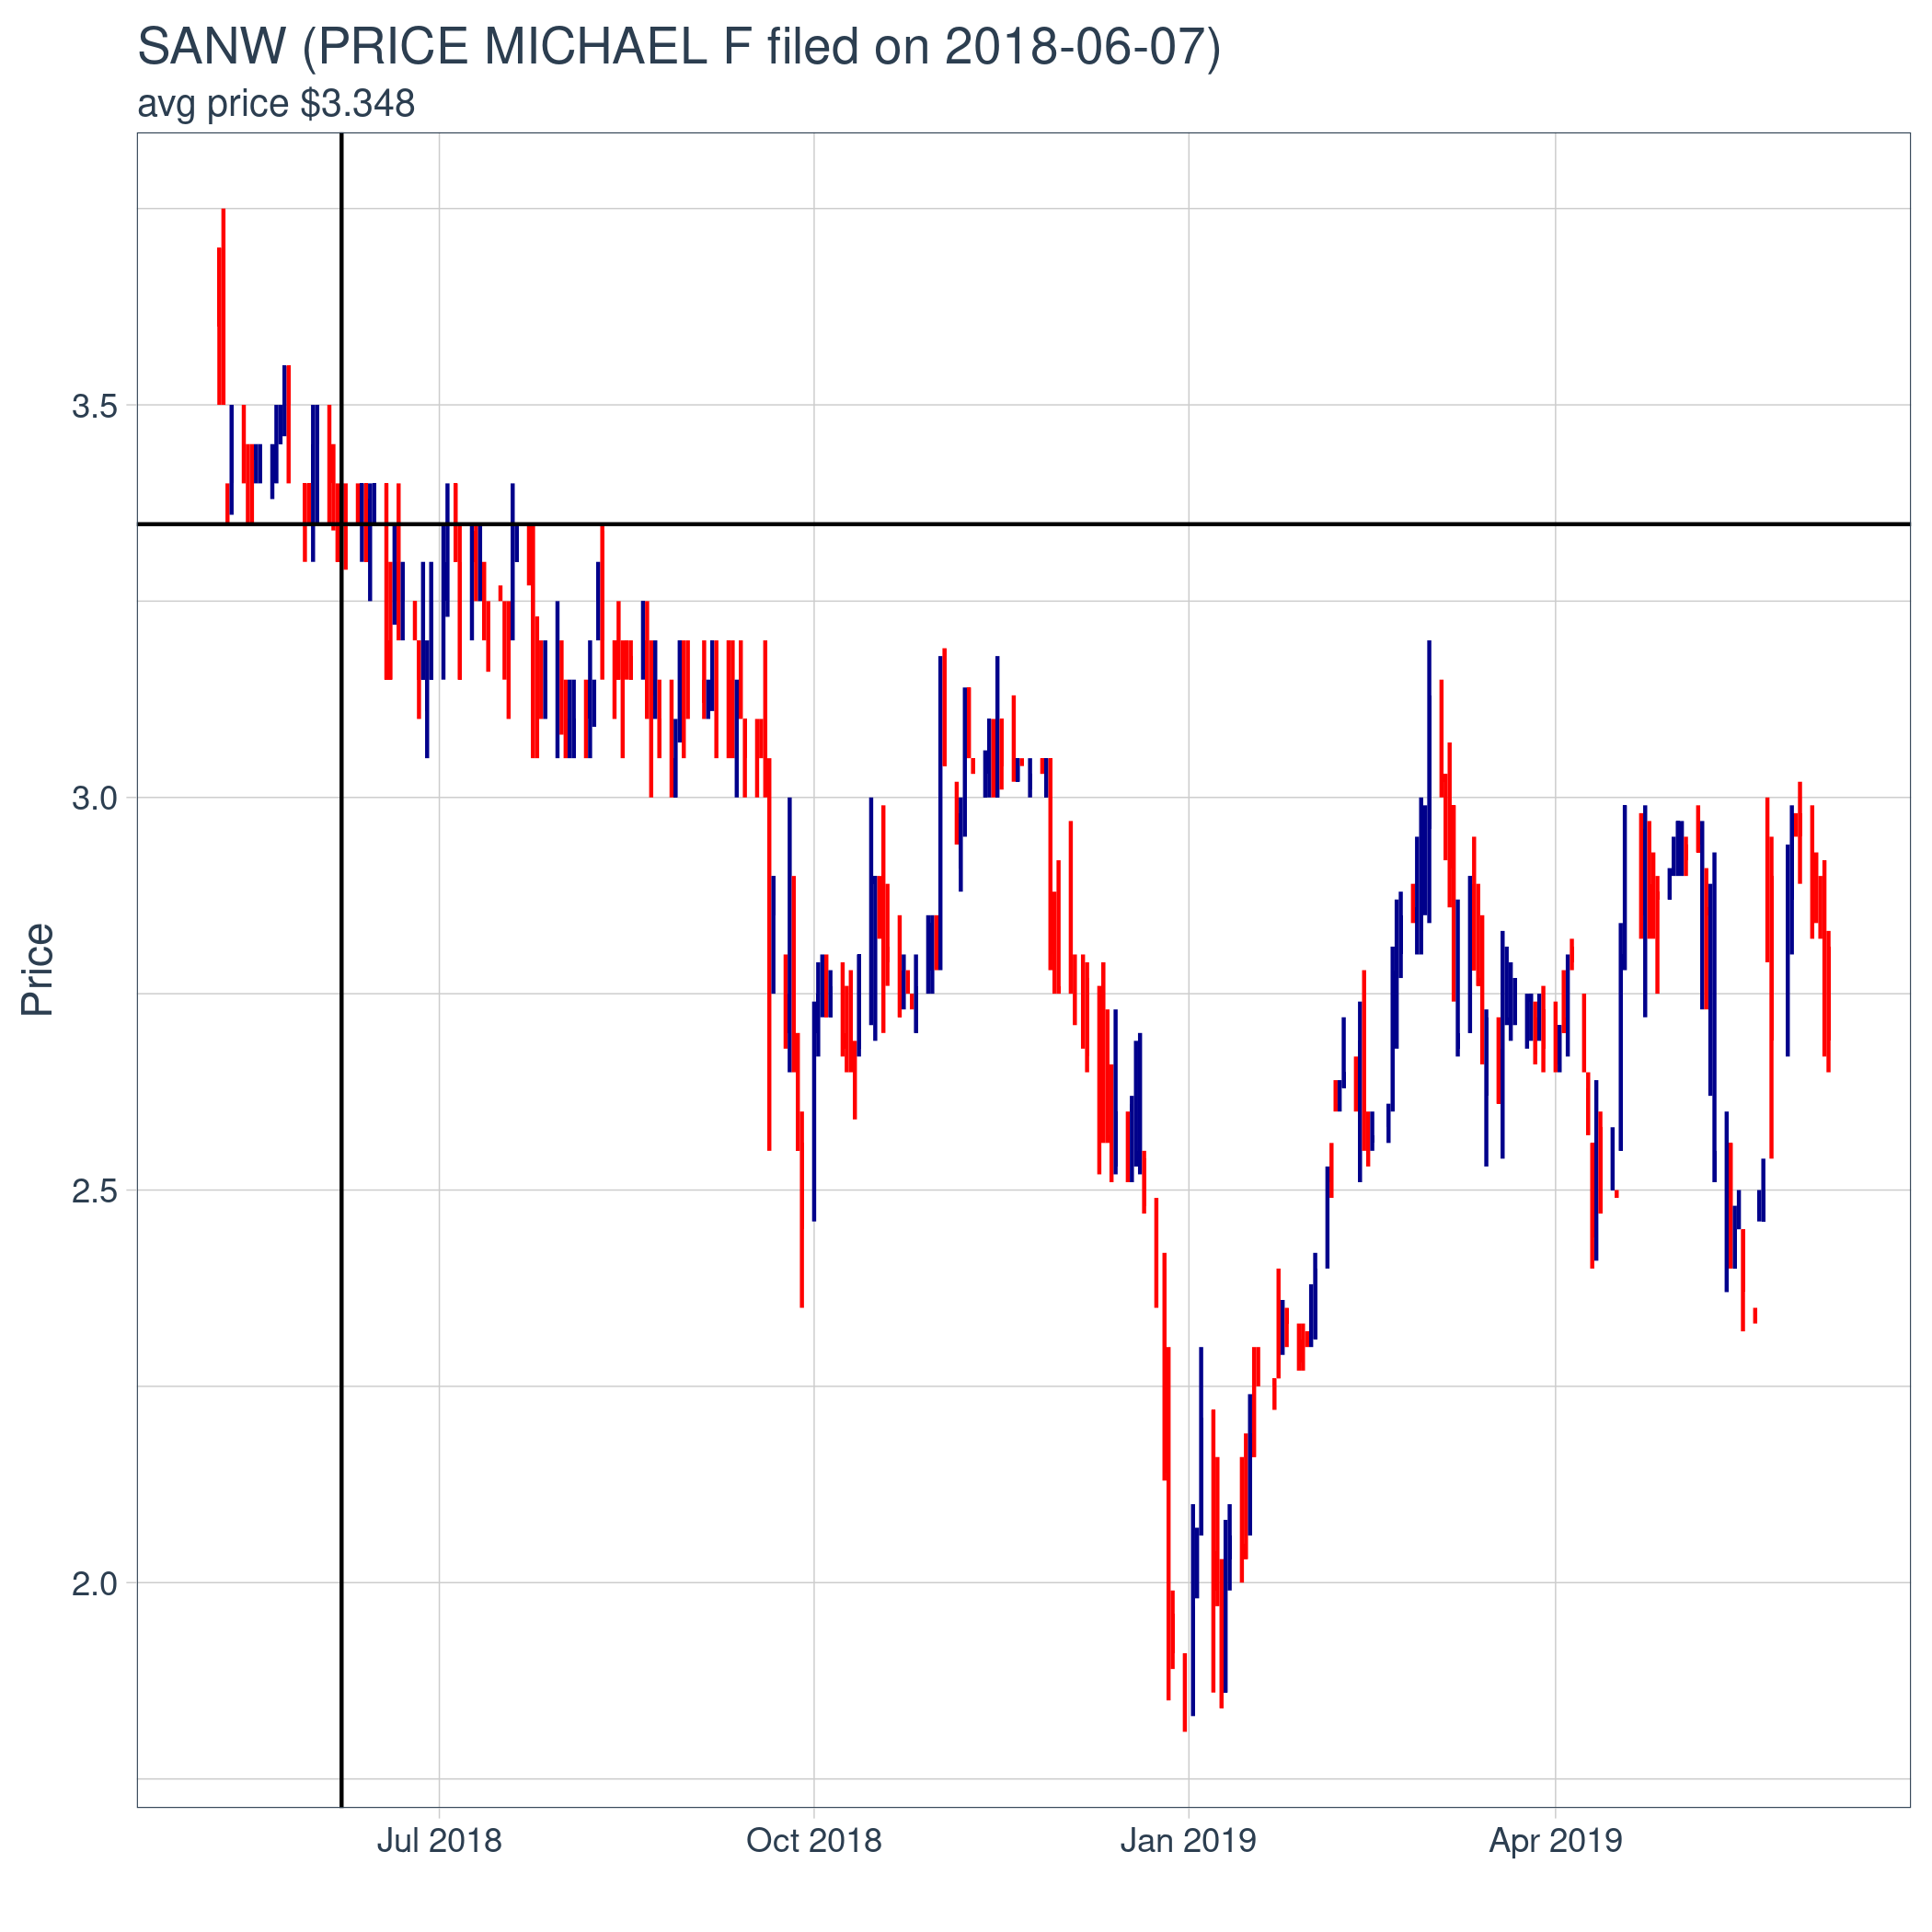 SANW (PRICE MICHAEL F filed on 2018-06-07)
avg price $3.348
3.5
3.0
2.5
2.0
Price
Jul 2018
Oct 2018
Jan 2019
Apr 2019